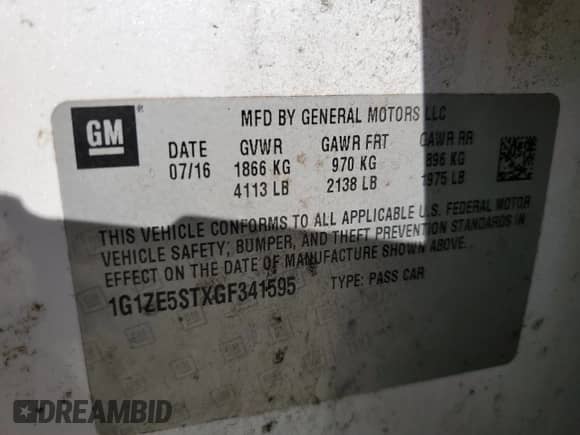 GM
MFD BY GENERAL MOTORS LLC
DATE GVWR GAWR FRT GAWR RR
07/16 1866 KG 970 KG 896 KG
4113 LB 2138 LB 1975 LB
THIS VEHICLE CONFORMS TO ALL APPLICABLE U.S. FEDERAL MOTOR
VEHICLE SAFETY, BUMPER, AND THEFT PREVENTION STANDARDS IN
EFFECT ON THE DATE OF MANUFACTURE SHOWN ABOVE.
1G1ZE5STXGF341595 TYPE: PASS CAR
DREAMBID